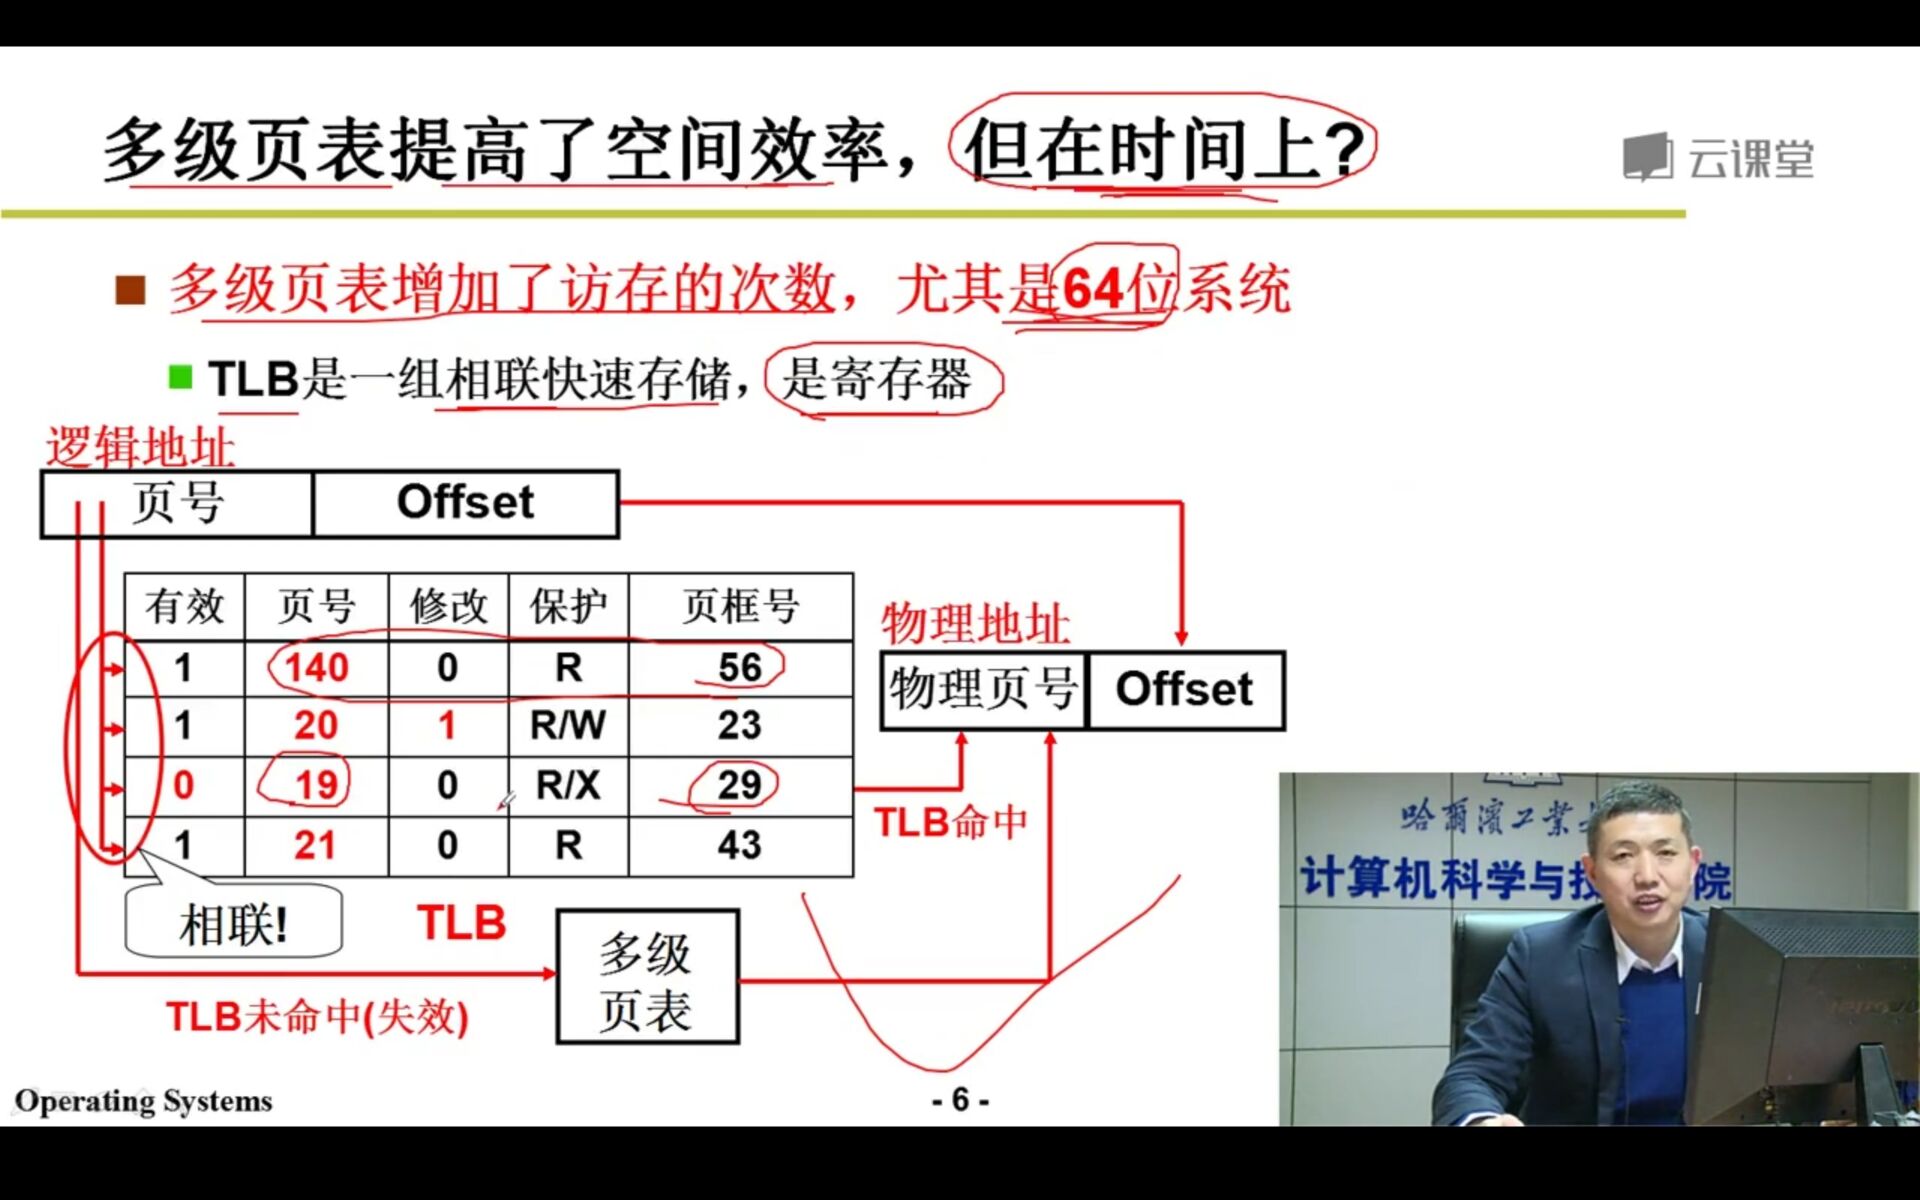 多级页表提高了空间效率，但在时间上?
云课堂
多级页表增加了访存的次数，尤其是64位系统
TLB是一组相联快速存储，是寄存器
逻辑地址
页号 Offset
有效 页号 修改 保护 页框号
1 140 0 R 56
1 20 1 R/W 23
0 19 0 R/X 29
1 21 0 R 43
物理地址
物理页号 Offset
TLB命中
相联!
TLB
多级
页表
TLB未命中(失效)
哈爾濱工業
计算机科学与技 院
Operating Systems
- 6 -